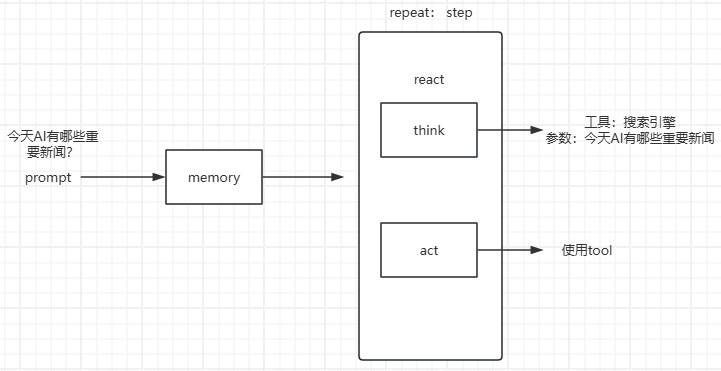 repeat： step
react
今天AI有哪些重
要新闻?
prompt
memory
think
工具：搜索引擎
参数：今天AI有哪些重要新闻
act
使用tool